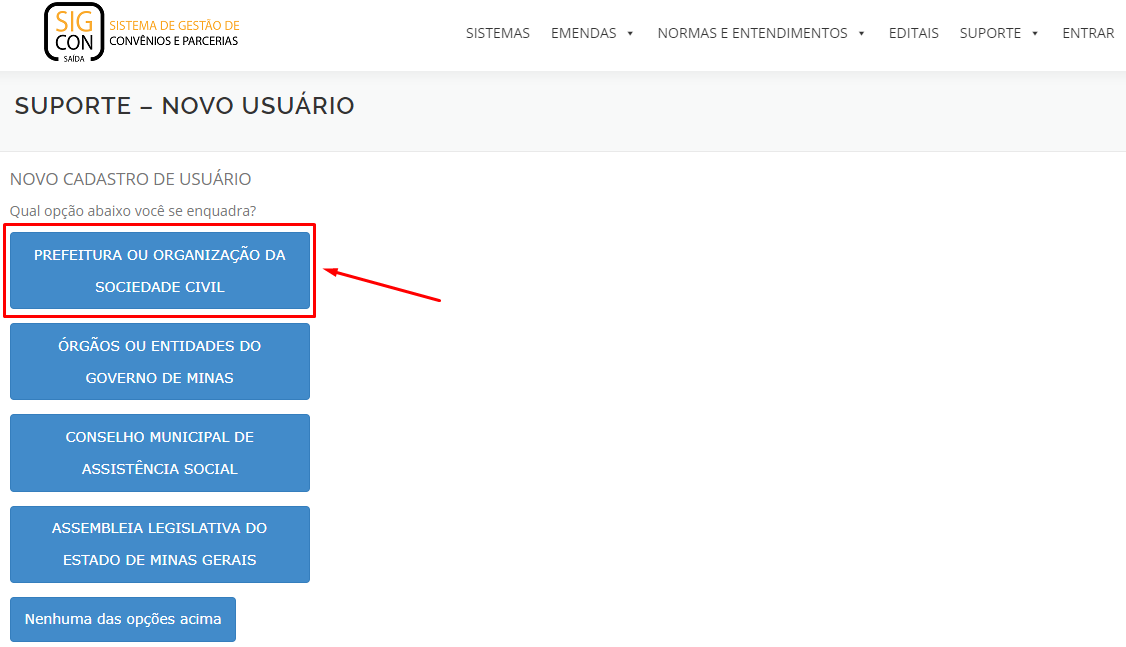 SIG
CON
SAÍDA
SISTEMA DE GESTÃO DE
CONVÊNIOS E PARCERIAS
SISTEMAS EMENDAS NORMAS E ENTENDIMENTOS EDITAIS SUPORTE ENTRAR
SUPORTE – NOVO USUÁRIO
NOVO CADASTRO DE USUÁRIO
Qual opção abaixo você se enquadra?
PREFEITURA OU ORGANIZAÇÃO DA
SOCIEDADE CIVIL
ÓRGÃOS OU ENTIDADES DO
GOVERNO DE MINAS
CONSELHO MUNICIPAL DE
ASSISTÊNCIA SOCIAL
ASSEMBLEIA LEGISLATIVA DO
ESTADO DE MINAS GERAIS
Nenhuma das opções acima